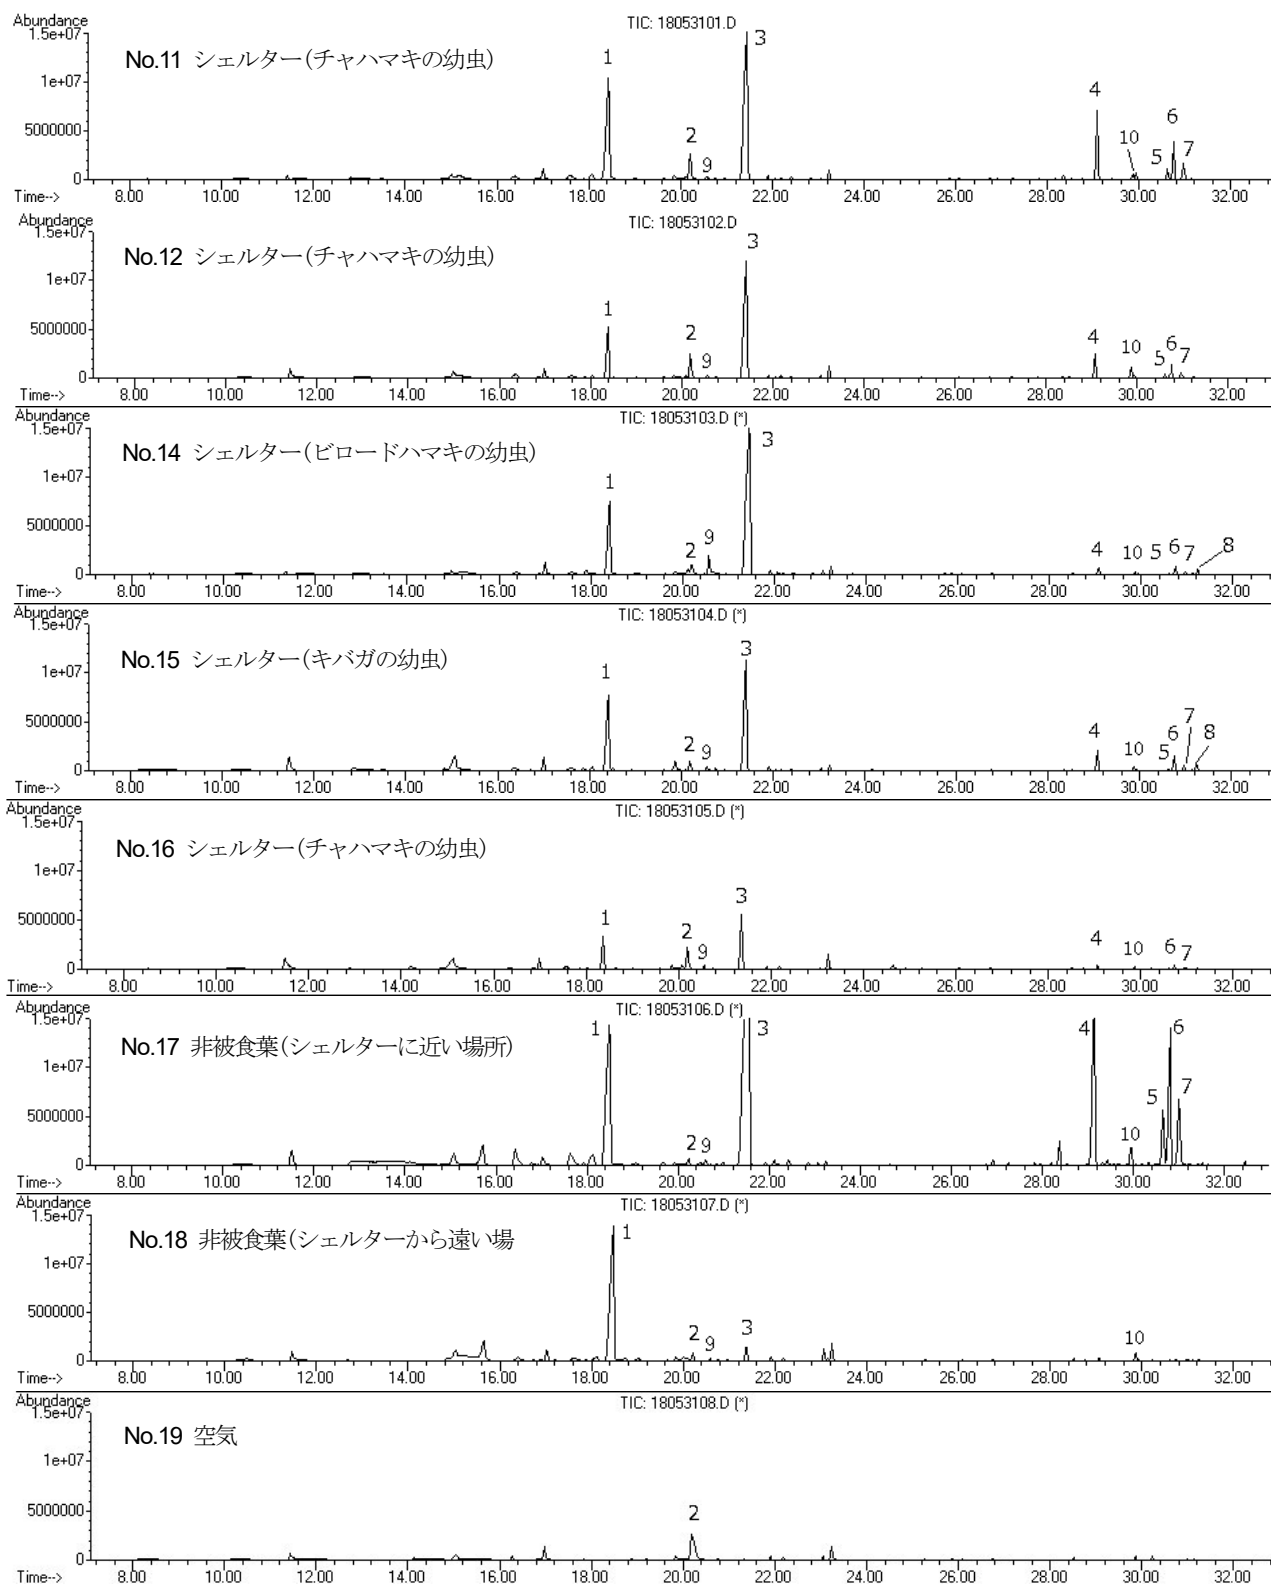 Abundance
TIC: 18053101.D
1.5e+07
No.11 シェルター(チャハマキの幼虫)
1e+07
5000000
0
1 2 9 3 4 10 5 6 7
Time--> 8.00 10.00 12.00 14.00 16.00 18.00 20.00 22.00 24.00 26.00 28.00 30.00 32.00
Abundance
TIC: 18053102.D
1.5e+07
No.12 シェルター(チャハマキの幼虫)
1e+07
5000000
0
1 2 9 3 4 10 5 6 7
Time--> 8.00 10.00 12.00 14.00 16.00 18.00 20.00 22.00 24.00 26.00 28.00 30.00 32.00
Abundance
TIC: 18053103.D (*)
1.5e+07
No.14 シェルター(ビロードハマキの幼虫)
1e+07
5000000
0
1 2 9 3 4 10 5 6 7 8
Time--> 8.00 10.00 12.00 14.00 16.00 18.00 20.00 22.00 24.00 26.00 28.00 30.00 32.00
Abundance
TIC: 18053104.D (*)
1.5e+07
No.15 シェルター(キバガの幼虫)
1e+07
5000000
0
1 2 9 3 4 10 5 6 7 8
Time--> 8.00 10.00 12.00 14.00 16.00 18.00 20.00 22.00 24.00 26.00 28.00 30.00 32.00
Abundance
TIC: 18053105.D (*)
1.5e+07
No.16 シェルター(チャハマキの幼虫)
1e+07
5000000
0
1 2 9 3 4 10 6 7
Time--> 8.00 10.00 12.00 14.00 16.00 18.00 20.00 22.00 24.00 26.00 28.00 30.00 32.00
Abundance
TIC: 18053106.D (*)
1.5e+07
No.17 非被食葉(シェルターに近い場所)
1e+07
5000000
0
1 2 9 3 4 10 5 6 7
Time--> 8.00 10.00 12.00 14.00 16.00 18.00 20.00 22.00 24.00 26.00 28.00 30.00 32.00
Abundance
TIC: 18053107.D (*)
1.5e+07
No.18 非被食葉(シェルターから遠い場
1e+07
5000000
0
1 2 9 3 10
Time--> 8.00 10.00 12.00 14.00 16.00 18.00 20.00 22.00 24.00 26.00 28.00 30.00 32.00
Abundance
TIC: 18053108.D (*)
1.5e+07
No.19 空気
1e+07
5000000
0
2
Time--> 8.00 10.00 12.00 14.00 16.00 18.00 20.00 22.00 24.00 26.00 28.00 30.00 32.00